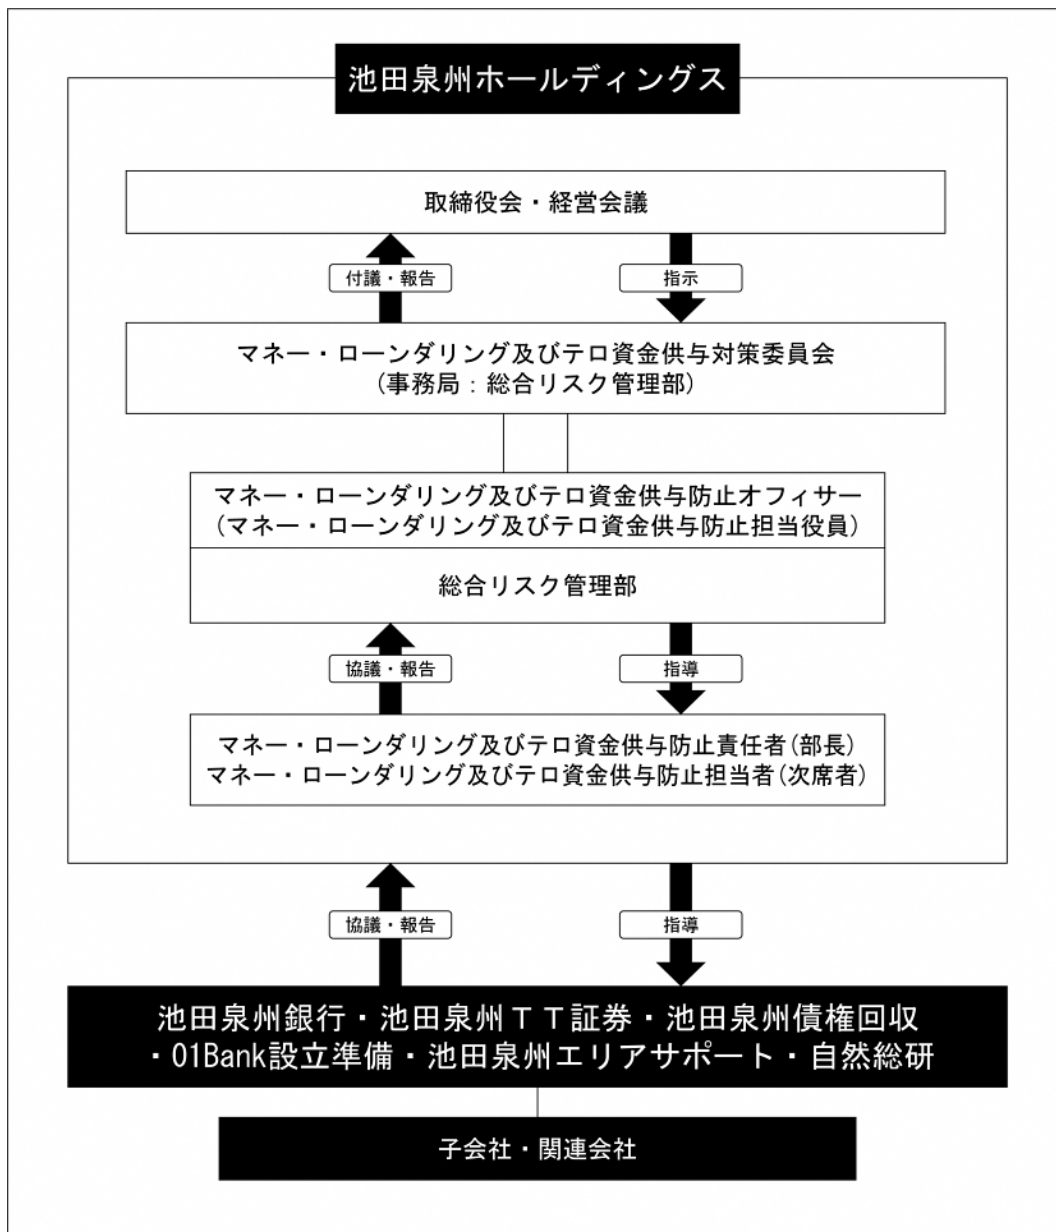 池田泉州ホールディングス
取締役会・経営会議
付議・報告
指示
マネー・ローンダリング及びテロ資金供与対策委員会
(事務局：総合リスク管理部)
マネー・ローンダリング及びテロ資金供与防止オフィサー
(マネー・ローンダリング及びテロ資金供与防止担当役員)
総合リスク管理部
協議・報告
指導
マネー・ローンダリング及びテロ資金供与防止責任者(部長)
マネー・ローンダリング及びテロ資金供与防止担当者(次席者)
協議・報告
指導
池田泉州銀行・池田泉州ＴＴ証券・池田泉州債権回収
・01Bank設立準備・池田泉州エリアサポート・自然総研
子会社・関連会社